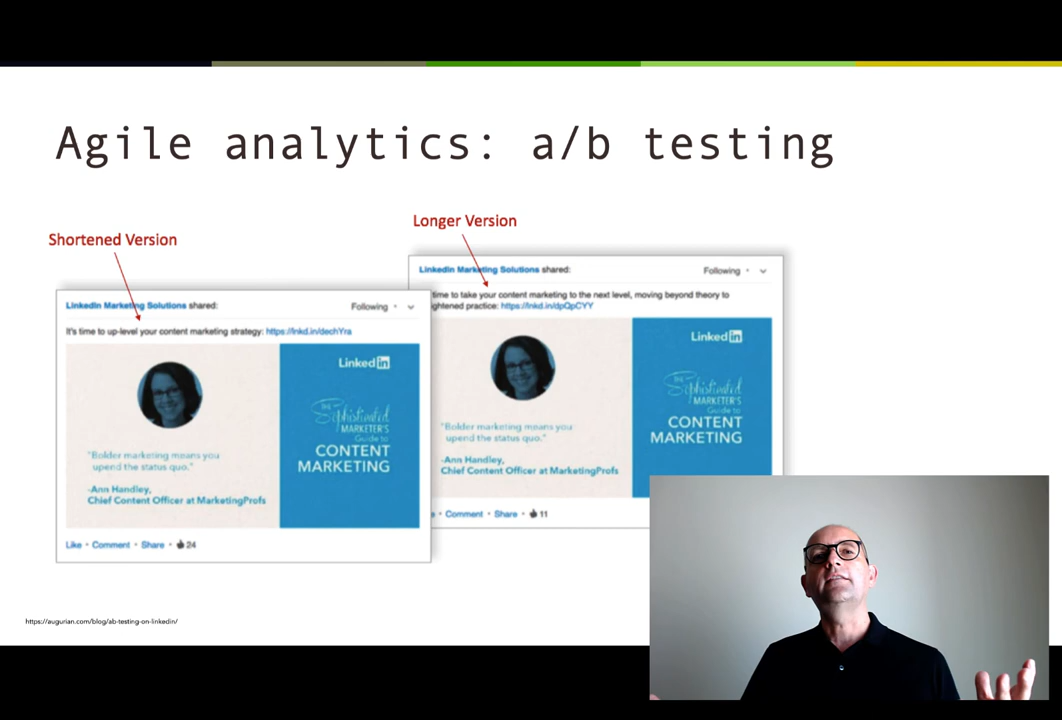 Agile analytics: a/b testing
Shortened Version
LinkedIn Marketing Solutions shared:
Following
It's time to up-level your content marketing strategy: https://lnkd.in/dechYra
Linked in
THE
Sophisticated
MARKETER'S
Guide to
CONTENT
MARKETING
"Bolder marketing means you
upend the status quo."
-Ann Handley,
Chief Content Officer at MarketingProfs
Like • Comment • Share • 24
Longer Version
LinkedIn Marketing Solutions shared:
Following
time to take your content marketing to the next level, moving beyond theory to
ghtened practice: https://lnkd.in/dpQpCYY
Linked in
THE
Sophisticated
MARKETER'S
Guide to
CONTENT
MARKETING
"Bolder marketing means you
upend the status quo."
-Ann Handley,
Chief Content Officer at MarketingProfs
e • Comment • Share • 11
https://augurian.com/blog/ab-testing-on-linkedin/